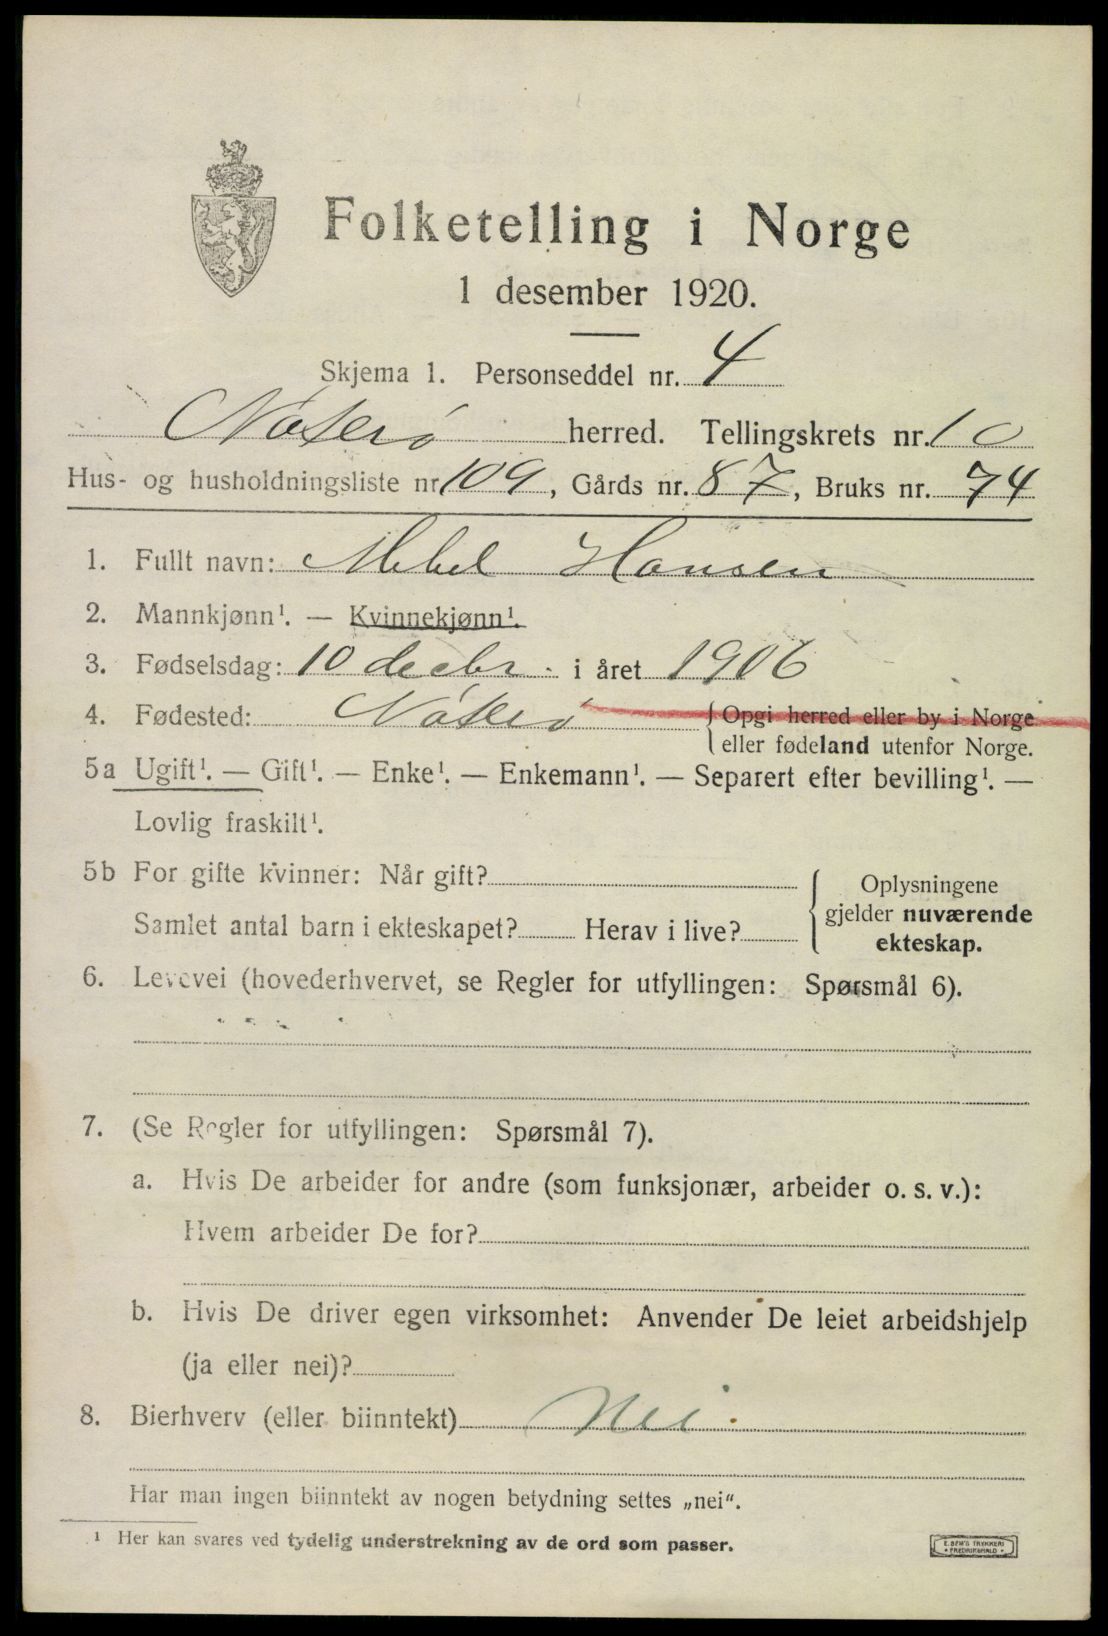 Folketelling i Norge
1 desember 1920.
Skjema 1. Personseddel nr. 4
Nøterø herred. Tellingskrets nr. 10
Hus- og husholdningsliste nr 109, Gårds nr. 87, Bruks nr. 74
1. Fullt navn: Mebel Hansen
2. Mannkjønn¹. — Kvinnekjønn¹.
3. Fødselsdag: 10 decbr. i året 1906
4. Fødested: Nøterø {Opgi herred eller by i Norge
eller fødeland utenfor Norge.
5a Ugift¹. — Gift¹. — Enke¹. — Enkemann¹. — Separert efter bevilling¹. —
Lovlig fraskilt¹.
5b For gifte kvinner: Når gift?
Samlet antal barn i ekteskapet? Herav i live?
{Oplysningene
gjelder nuværende
ekteskap.
6. Levevei (hovederhvervet, se Regler for utfyllingen: Spørsmål 6).
7. (Se Regler for utfyllingen: Spørsmål 7).
a. Hvis De arbeider for andre (som funksjonær, arbeider o. s. v.):
Hvem arbeider De for?
b. Hvis De driver egen virksomhet: Anvender De leiet arbeidshjelp
(ja eller nei)?
8. Bierhverv (eller biinntekt) Nei.
Har man ingen biinntekt av nogen betydning settes „nei“.
¹ Her kan svares ved tydelig understrekning av de ord som passer.
E. SEM'S TRYKKERI
• FREDRIKSHALD •